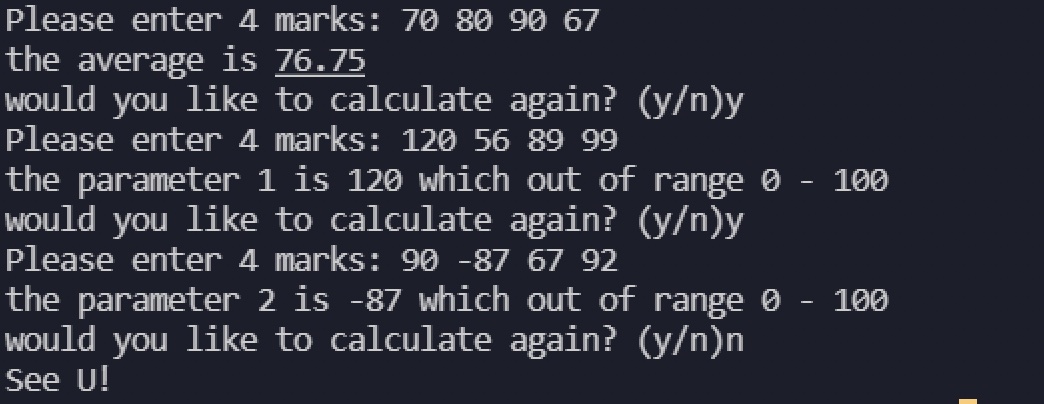 Please enter 4 marks: 70 80 90 67
the average is 76.75
would you like to calculate again? (y/n)y
Please enter 4 marks: 120 56 89 99
the parameter 1 is 120 which out of range 0 - 100
would you like to calculate again? (y/n)y
Please enter 4 marks: 90 -87 67 92
the parameter 2 is -87 which out of range 0 - 100
would you like to calculate again? (y/n)n
See U!